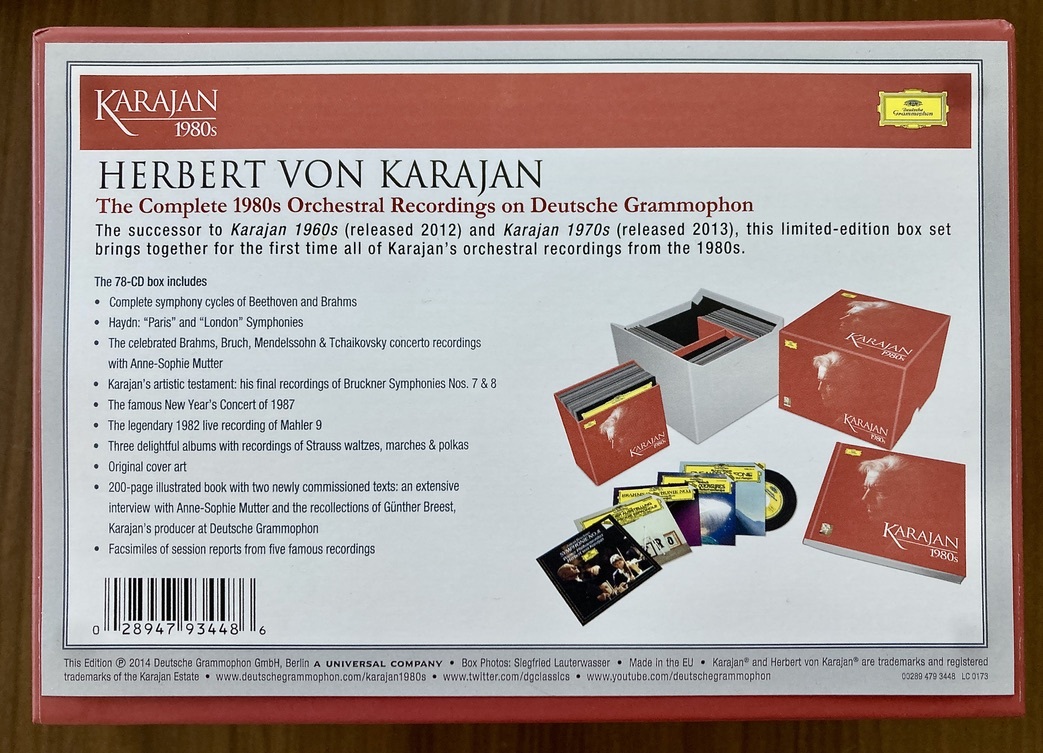 KARAJAN
1980s
Deutsche
Grammophon
HERBERT VON KARAJAN
The Complete 1980s Orchestral Recordings on Deutsche Grammophon
The successor to Karajan 1960s (released 2012) and Karajan 1970s (released 2013), this limited-edition box set
brings together for the first time all of Karajan's orchestral recordings from the 1980s.
The 78-CD box includes
• Complete symphony cycles of Beethoven and Brahms
• Haydn: “Paris” and “London” Symphonies
• The celebrated Brahms, Bruch, Mendelssohn & Tchaikovsky concerto recordings
with Anne-Sophie Mutter
• Karajan's artistic testament: his final recordings of Bruckner Symphonies Nos. 7 & 8
• The famous New Year's Concert of 1987
• The legendary 1982 live recording of Mahler 9
• Three delightful albums with recordings of Strauss waltzes, marches & polkas
• Original cover art
• 200-page illustrated book with two newly commissioned texts: an extensive
interview with Anne-Sophie Mutter and the recollections of Günther Breest,
Karajan's producer at Deutsche Grammophon
• Facsimiles of session reports from five famous recordings
KARAJAN
1980s
KARAJAN
1980s
KARAJAN
1980s
KARAJAN
1980s
0 28947 93448 6
This Edition ℗ 2014 Deutsche Grammophon GmbH, Berlin A UNIVERSAL COMPANY • Box Photos: Siegfried Lauterwasser • Made in the EU • Karajan® and Herbert von Karajan® are trademarks and registered
trademarks of the Karajan Estate • www.deutschegrammophon.com/karajan1980s • www.twitter.com/dgclassics • www.youtube.com/deutschegrammophon
00289 479 3448 LC 0173